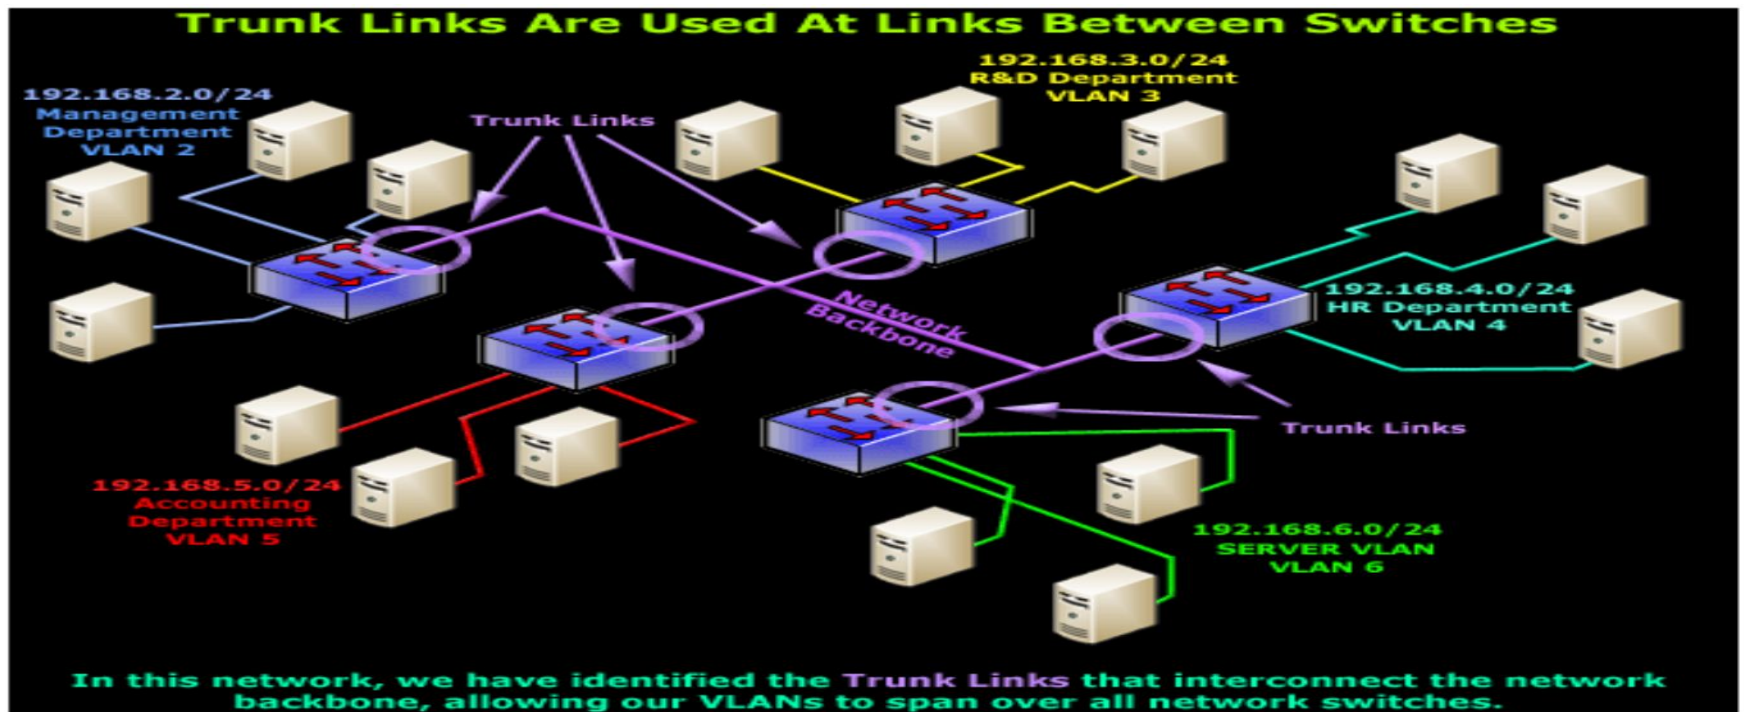 Trunk Links Are Used At Links Between Switches
192.168.3.0/24
R&D Department
VLAN 3
192.168.2.0/24
Management
Department
VLAN 2
Trunk Links
192.168.4.0/24
HR Department
VLAN 4
Network
Backbone
Trunk Links
192.168.5.0/24
Accounting
Department
VLAN 5
192.168.6.0/24
SERVER VLAN
VLAN 6
In this network, we have identified the Trunk Links that interconnect the network
backbone, allowing our VLANs to span over all network switches.